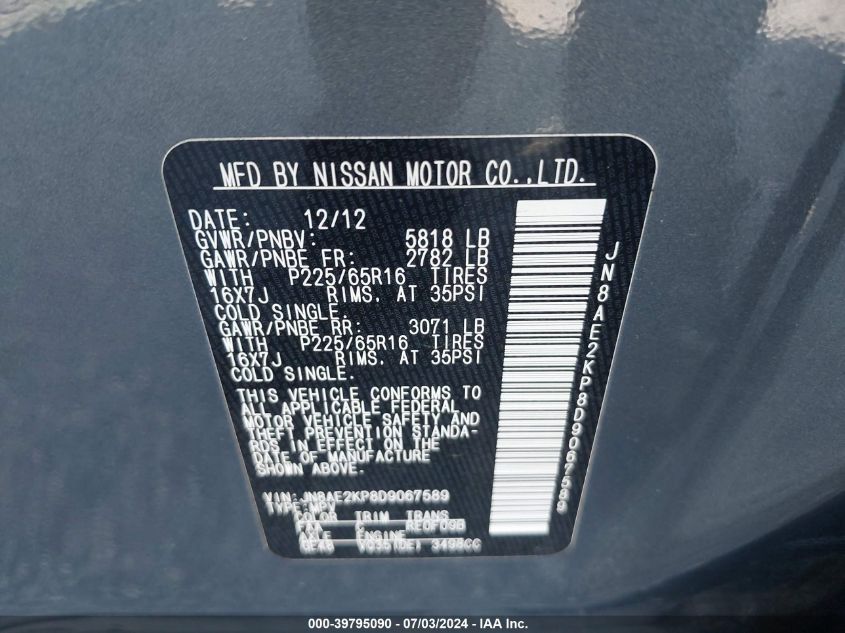 MFD BY NISSAN MOTOR CO.,LTD.
DATE: 12/12
GVWR/PNBV: 5818 LB
GAWR/PNBE FR: 2782 LB
WITH P225/65R16 TIRES
16X7J RIMS, AT 35PSI
COLD SINGLE.
GAWR/PNBE RR: 3071 LB
WITH P225/65R16 TIRES
16X7J RIMS, AT 35PSI
COLD SINGLE.
THIS VEHICLE CONFORMS TO
ALL APPLICABLE FEDERAL
MOTOR VEHICLE SAFETY AND
THEFT PREVENTION STANDA-
RDS IN EFFECT ON THE
DATE OF MANUFACTURE
SHOWN ABOVE.
VIN: JN8AE2KP8D9067589
TYPE: MPV
COLOR TRIM TRANS
C RE0F09B
AXLE ENGINE
VQ35(DE) 3498CC
JN8AE2KP8D9067589
000-39795090 - 07/03/2024 - IAA Inc.